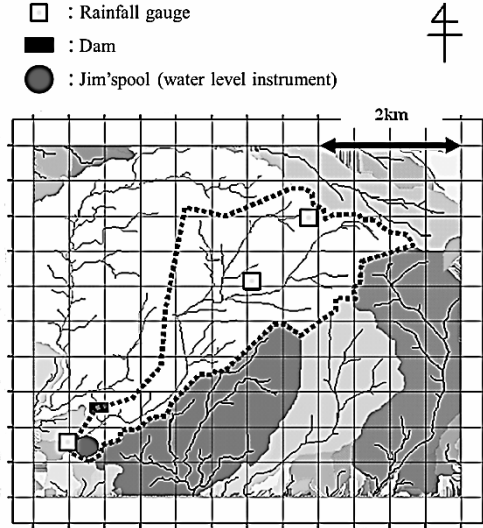 : Rainfall gauge
: Dam
: Jim'spool (water level instrument)
2km